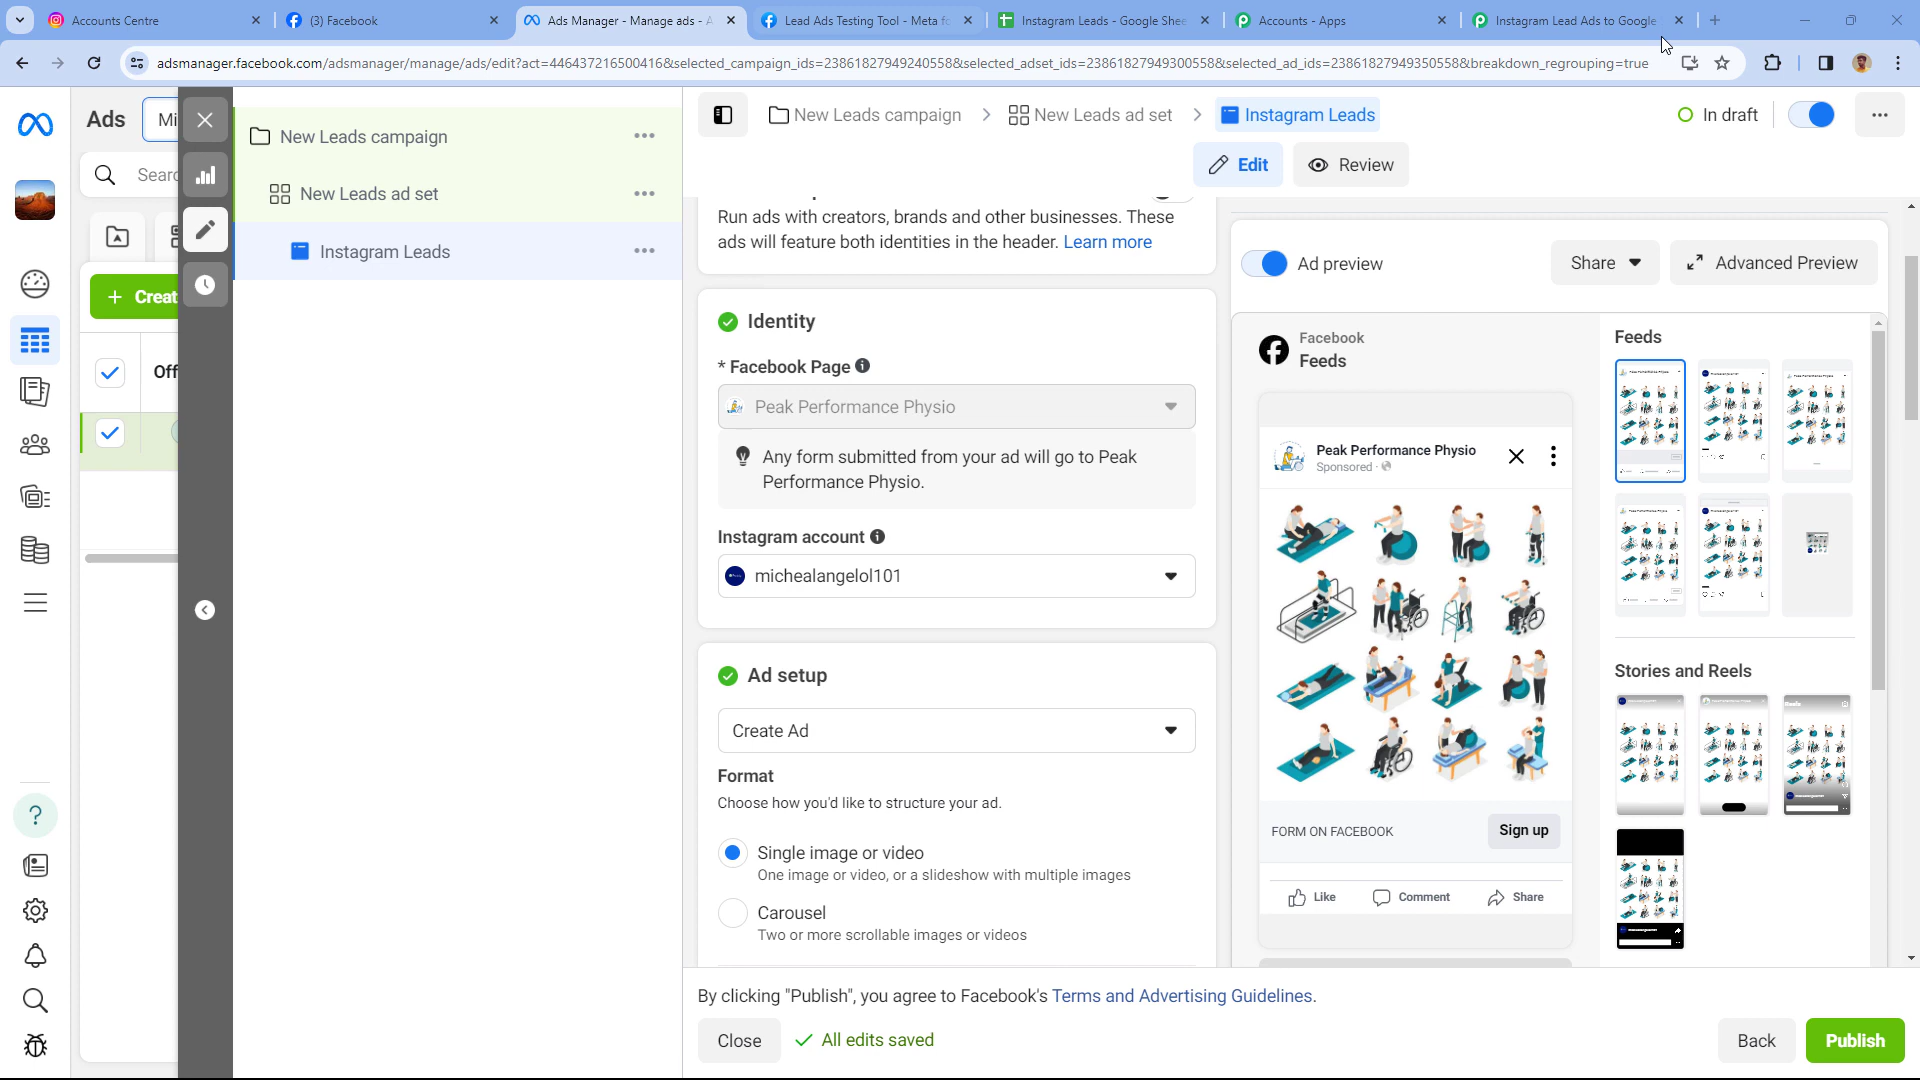 Accounts Centre
(3) Facebook
Ads Manager - Manage ads - A
Lead Ads Testing Tool - Meta fo
Instagram Leads - Google Shee
Accounts - Apps
Instagram Lead Ads to Google
adsmanager.facebook.com/adsmanager/manage/ads/edit?act=446437216500416&selected_campaign_ids=23861827949240558&selected_adset_ids=23861827949300558&selected_ad_ids=23861827949350558&breakdown_regrouping=true
Ads
Mi
Searc
+ Creat
Off
New Leads campaign
New Leads ad set
Instagram Leads
New Leads campaign
New Leads ad set
Instagram Leads
In draft
Edit
Review
Run ads with creators, brands and other businesses. These
ads will feature both identities in the header. Learn more
Identity
* Facebook Page
Peak Performance Physio
Any form submitted from your ad will go to Peak
Performance Physio.
Instagram account
michealangelol101
Ad setup
Create Ad
Format
Choose how you'd like to structure your ad.
Single image or video
One image or video, or a slideshow with multiple images
Carousel
Two or more scrollable images or videos
Ad preview
Share
Advanced Preview
Facebook
Feeds
Peak Performance Physio
Sponsored ·
FORM ON FACEBOOK
Sign up
Like
Comment
Share
Feeds
Stories and Reels
By clicking "Publish", you agree to Facebook's Terms and Advertising Guidelines.
Close
All edits saved
Back
Publish